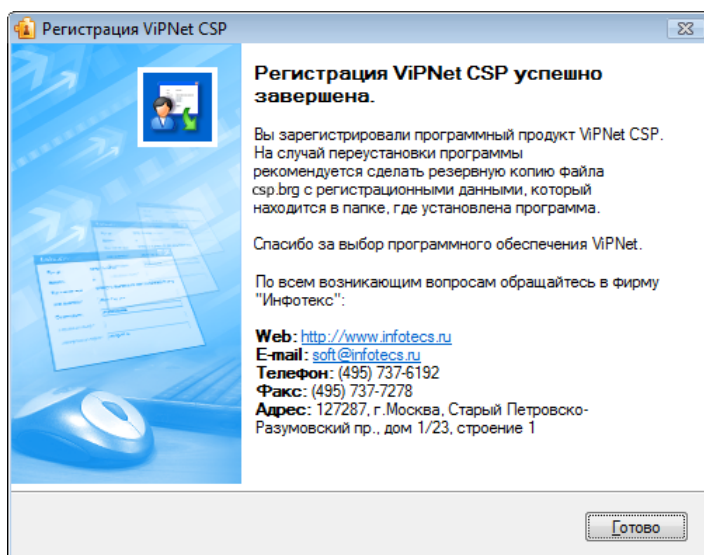 Регистрация ViPNet CSP
Регистрация ViPNet CSP успешно
завершена.
Вы зарегистрировали программный продукт ViPNet CSP.
На случай переустановки программы
рекомендуется сделать резервную копию файла
csp.brg с регистрационными данными, который
находится в папке, где установлена программа.
Спасибо за выбор программного обеспечения ViPNet.
По всем возникающим вопросам обращайтесь в фирму
"Инфотекс":
Web: http://www.infotecs.ru
E-mail: soft@infotecs.ru
Телефон: (495) 737-6192
Факс: (495) 737-7278
Адрес: 127287, г.Москва, Старый Петровско-
Разумовский пр., дом 1/23, строение 1
Готово